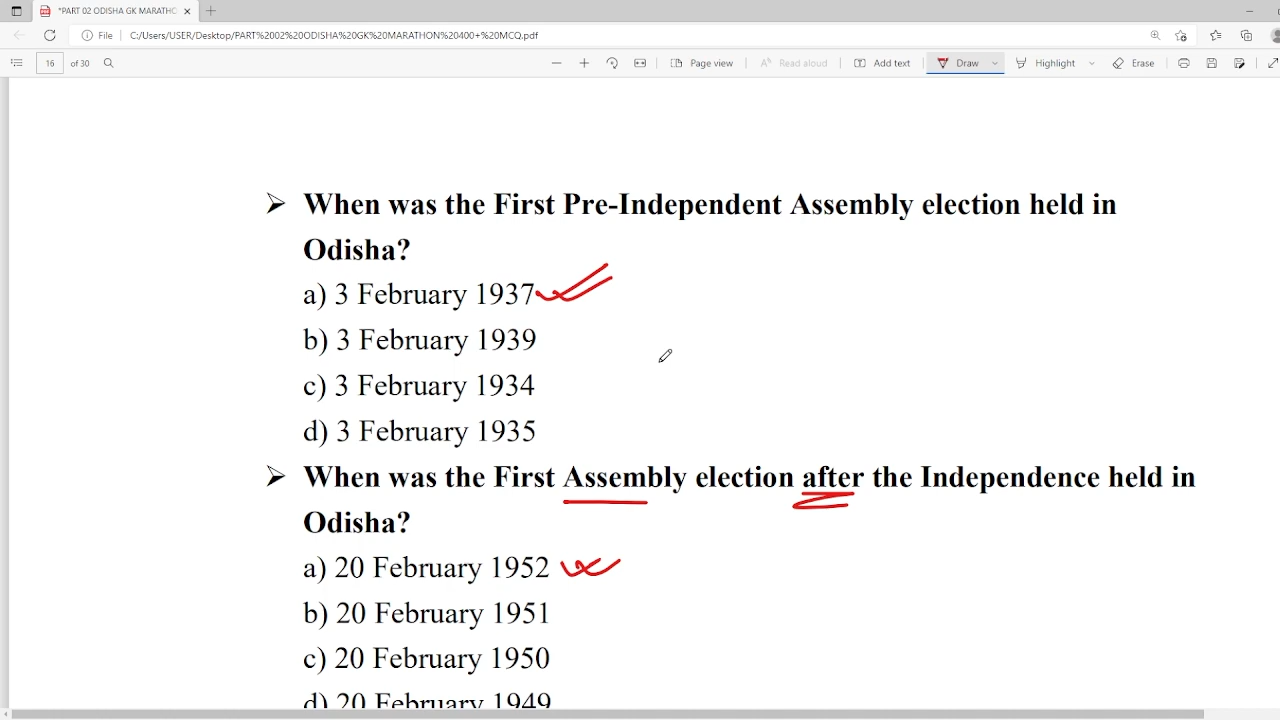 *PART 02 ODISHA GK MARATHO
File C:/Users/USER/Desktop/PART%2002%20ODISHA%20GK%20MARATHON%20400+%20MCQ.pdf
16 of 30 Page view Read aloud Add text Draw Highlight Erase
➢ When was the First Pre-Independent Assembly election held in
Odisha?
a) 3 February 1937
b) 3 February 1939
c) 3 February 1934
d) 3 February 1935
➢ When was the First Assembly election after the Independence held in
Odisha?
a) 20 February 1952
b) 20 February 1951
c) 20 February 1950
d) 20 February 1949